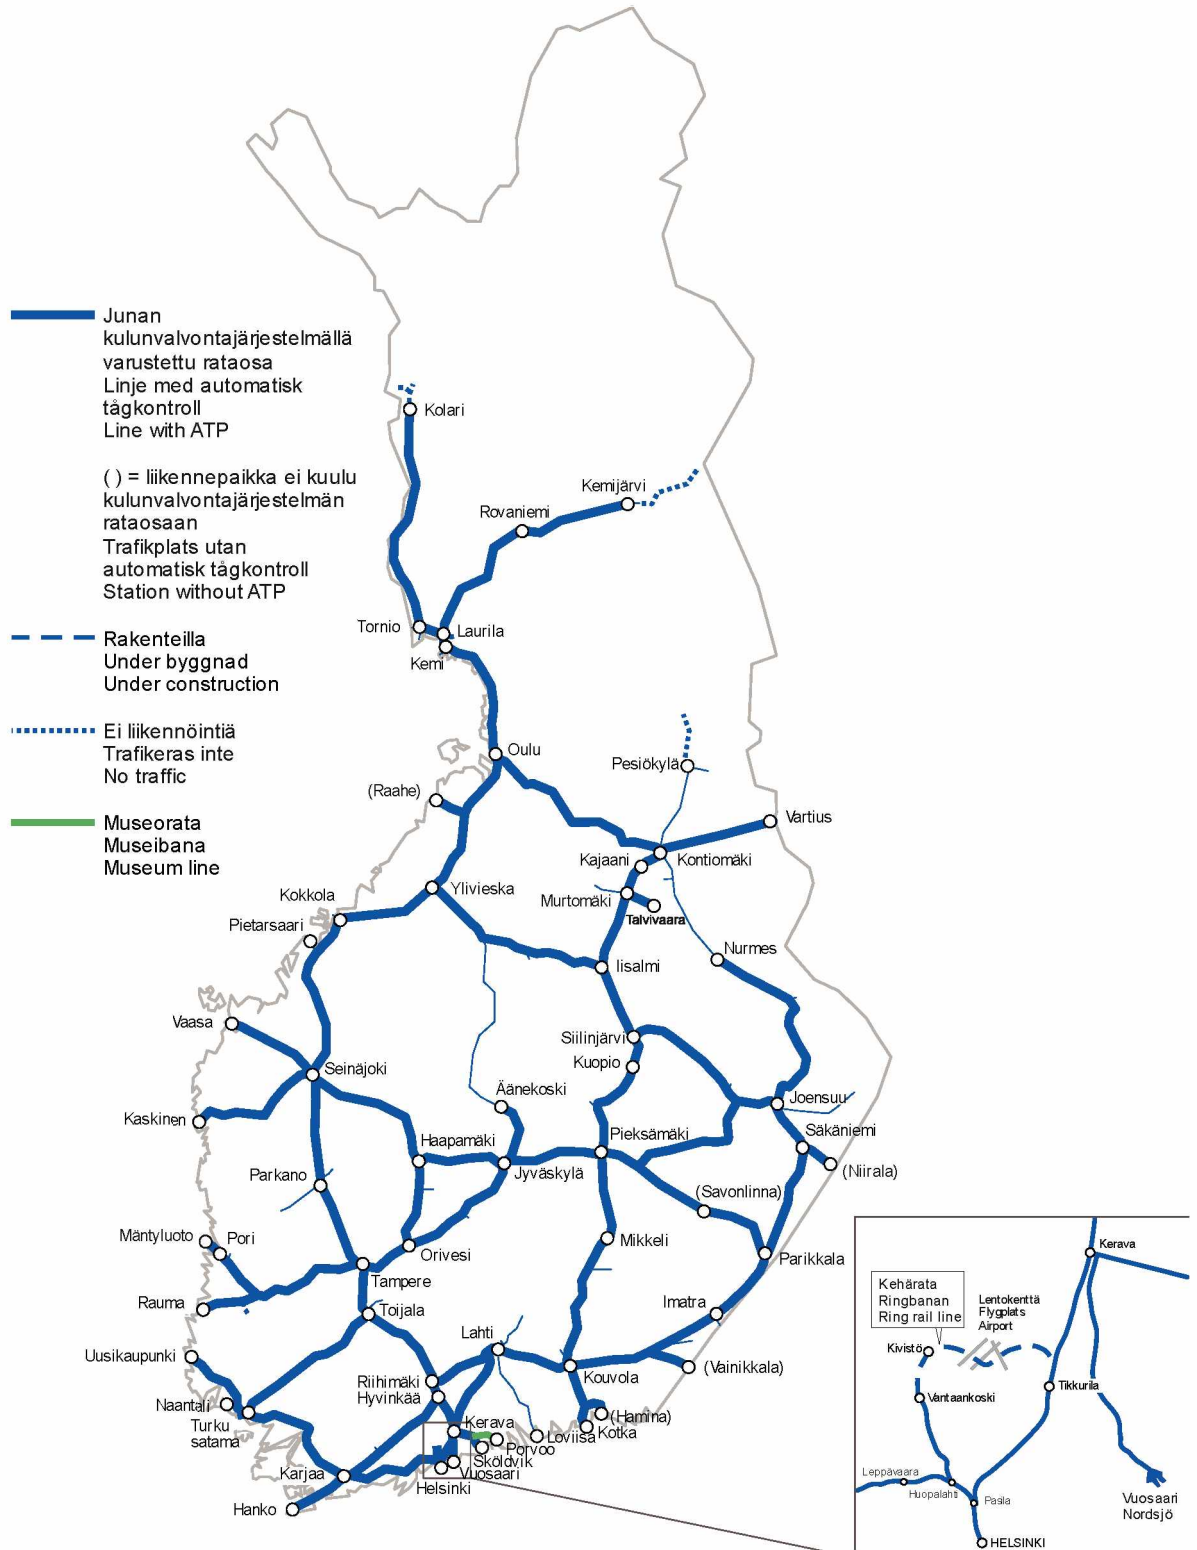 Junan
kulunvalvontajärjestelmällä
varustettu rataosa
Linje med automatisk
tågkontroll
Line with ATP
( ) = liikennepaikka ei kuulu
kulunvalvontajärjestelmän
rataosaan
Trafikplats utan
automatisk tågkontroll
Station without ATP
Rakenteilla
Under byggnad
Under construction
Ei liikennöintiä
Trafikeras inte
No traffic
Museorata
Museibana
Museum line
Kolari
Kemijärvi
Rovaniemi
Tornio
Laurila
Kemi
Oulu
Pesiökylä
(Raahe)
Vartius
Kajaani
Kontiomäki
Ylivieska
Kokkola
Murtomäki
Talvivaara
Pietarsaari
Nurmes
Iisalmi
Vaasa
Siilinjärvi
Kuopio
Seinäjoki
Äänekoski
Joensuu
Kaskinen
Säkäniemi
Haapamäki
Pieksämäki
Jyväskylä
(Niirala)
Parkano
(Savonlinna)
Mäntyluoto
Pori
Orivesi
Mikkeli
Parikkala
Tampere
Rauma
Toijala
Imatra
Lahti
Uusikaupunki
Kouvola
(Vainikkala)
Riihimäki
Hyvinkää
Naantali
Turku
satama
(Hamina)
Kotka
Kerava
Loviisa
Porvoo
Sköldvik
Vuosaari
Karjaa
Helsinki
Hanko
Kerava
Kehärata
Ringbanan
Ring rail line
Lentokenttä
Flygplats
Airport
Kivistö
Vantaankoski
Tikkurila
Leppävaara
Huopalahti
Pasila
Vuosaari
Nordsjö
HELSINKI